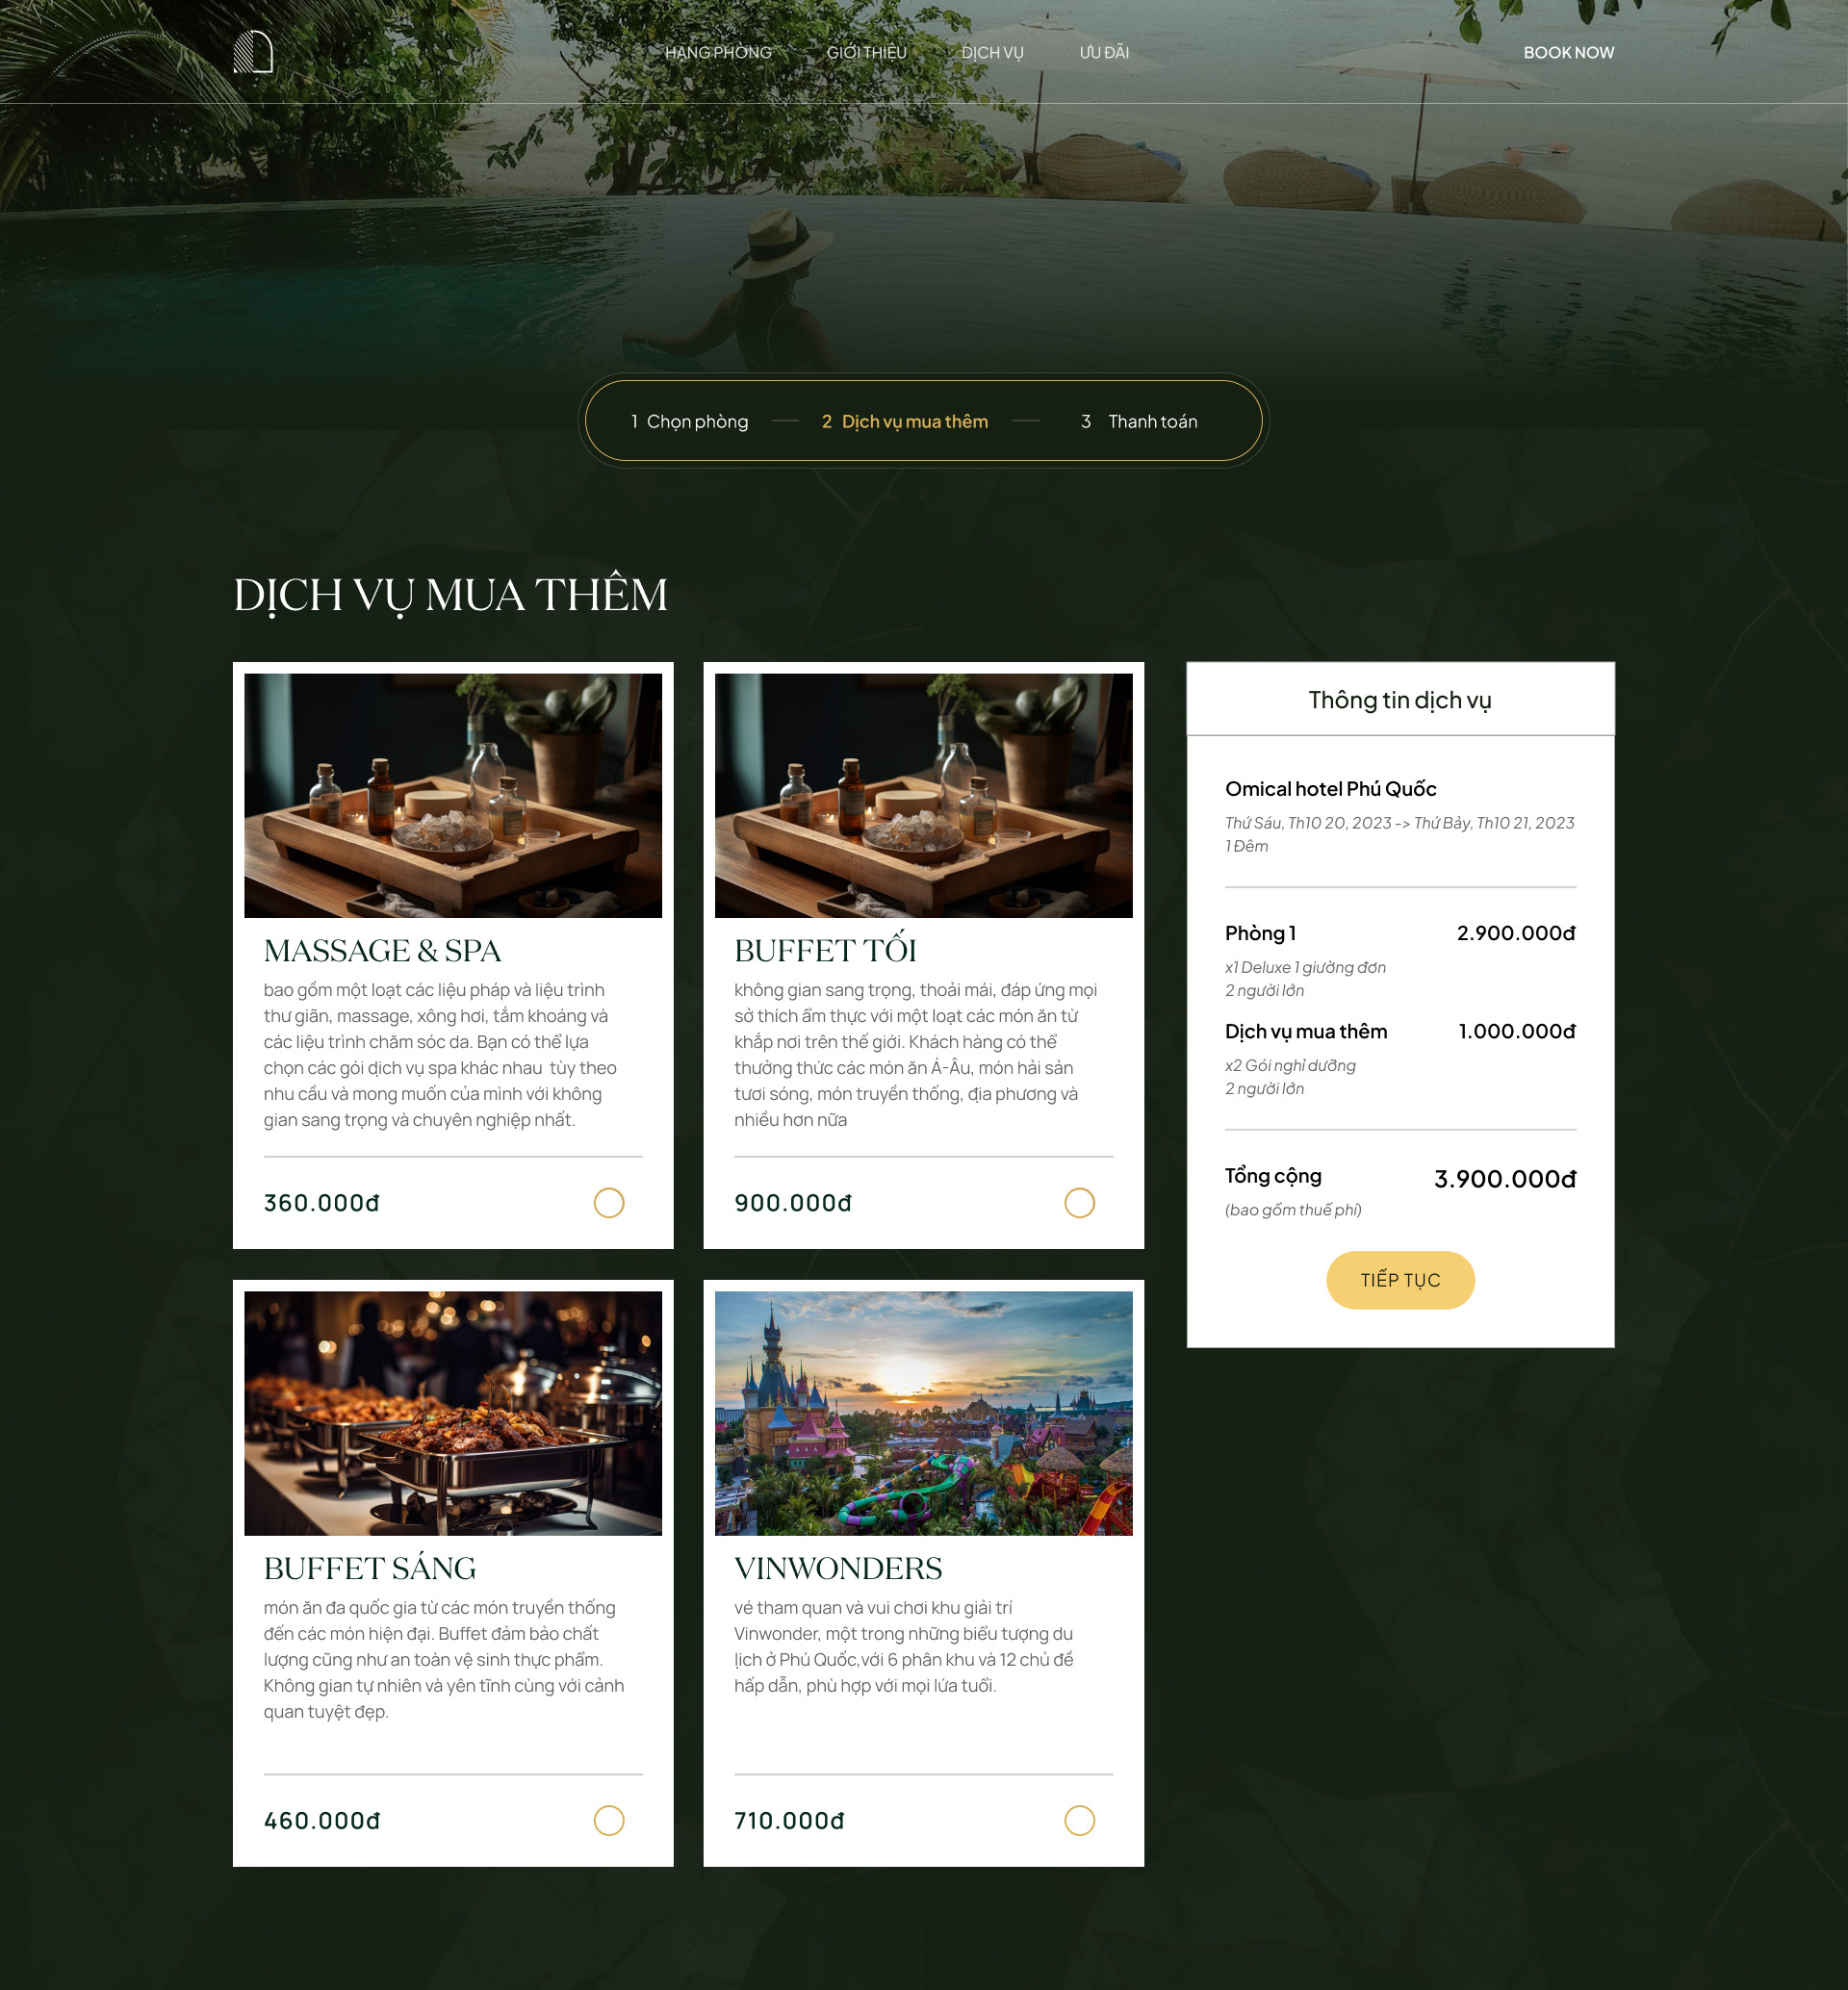 HẠNG PHÒNG
GIỚI THIỆU
DỊCH VỤ
ƯU ĐÃI
BOOK NOW
1 Chọn phòng
2 Dịch vụ mua thêm
3 Thanh toán
DỊCH VỤ MUA THÊM
MASSAGE & SPA
bao gồm một loạt các liệu pháp và liệu trình
thư giãn, massage, xông hơi, tắm khoáng và
các liệu trình chăm sóc da. Bạn có thể lựa
chọn các gói dịch vụ spa khác nhau tùy theo
nhu cầu và mong muốn của mình với không
gian sang trọng và chuyên nghiệp nhất.
360.000đ
BUFFET TỐI
không gian sang trọng, thoải mái, đáp ứng mọi
sở thích ẩm thực với một loạt các món ăn từ
khắp nơi trên thế giới. Khách hàng có thể
thưởng thức các món ăn Á-Âu, món hải sản
tươi sóng, món truyền thống, địa phương và
nhiều hơn nữa
900.000đ
BUFFET SÁNG
món ăn đa quốc gia từ các món truyền thống
đến các món hiện đại. Buffet đảm bảo chất
lượng cũng như an toàn vệ sinh thực phẩm.
Không gian tự nhiên và yên tĩnh cùng với cảnh
quan tuyệt đẹp.
460.000đ
VINWONDERS
vé tham quan và vui chơi khu giải trí
Vinwonder, một trong những biểu tượng du
lịch ở Phú Quốc,với 6 phân khu và 12 chủ đề
hấp dẫn, phù hợp với mọi lứa tuổi.
710.000đ
Thông tin dịch vụ
Omical hotel Phú Quốc
Thứ Sáu, Th10 20, 2023 -> Thứ Bảy, Th10 21, 2023
1 Đêm
Phòng 1 2.900.000đ
x1 Deluxe 1 giường đơn
2 người lớn
Dịch vụ mua thêm 1.000.000đ
x2 Gói nghỉ dưỡng
2 người lớn
Tổng cộng 3.900.000đ
(bao gồm thuế phí)
TIẾP TỤC